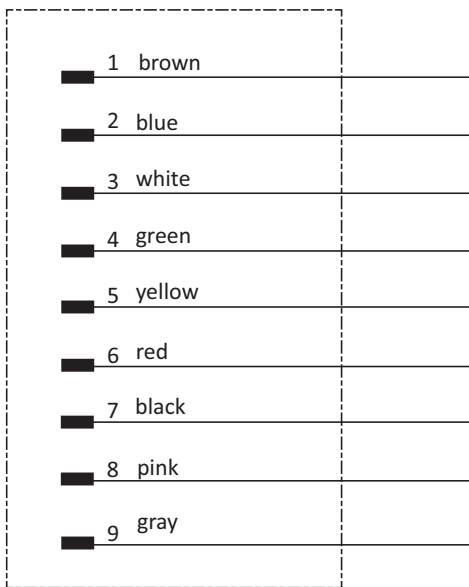 1 brown
2 blue
3 white
4 green
5 yellow
6 red
7 black
8 pink
9 gray